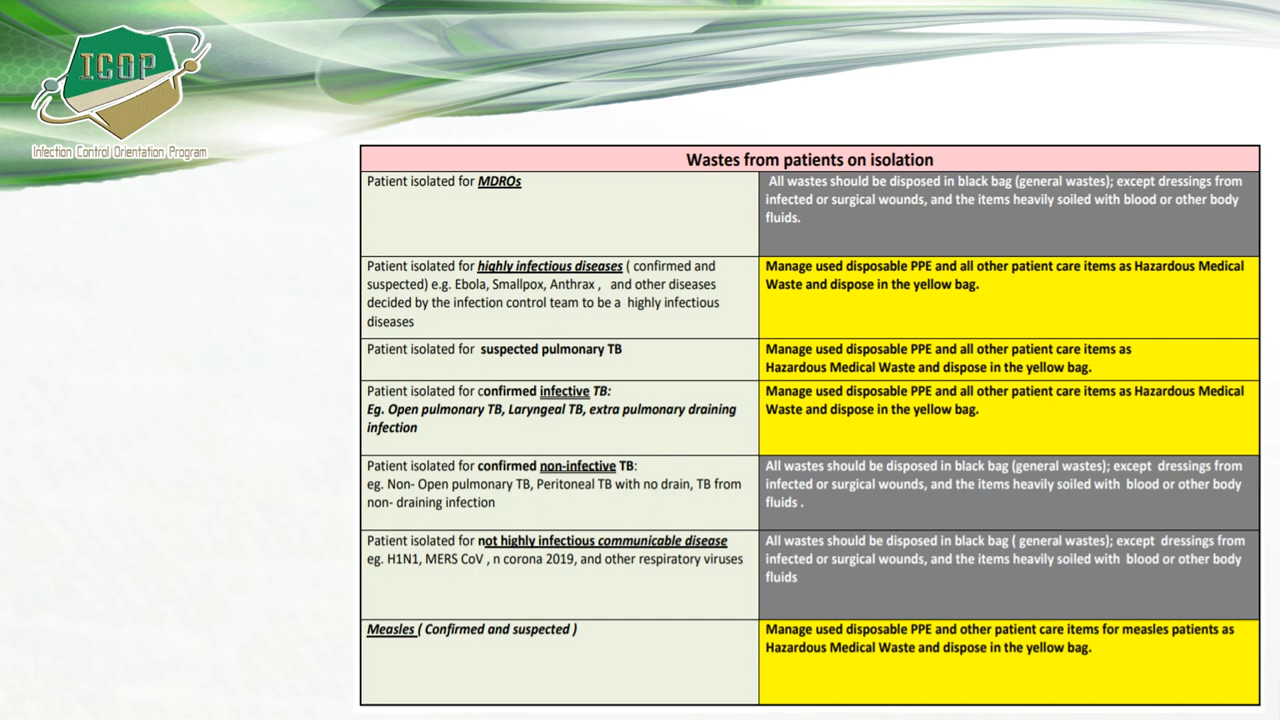 ICOP
Infection Control Orientation Program
Wastes from patients on isolation
Patient isolated for MDROs
All wastes should be disposed in black bag (general wastes); except dressings from
infected or surgical wounds, and the items heavily soiled with blood or other body
fluids.
Patient isolated for highly infectious diseases ( confirmed and
suspected) e.g. Ebola, Smallpox, Anthrax , and other diseases
decided by the infection control team to be a highly infectious
diseases
Manage used disposable PPE and all other patient care items as Hazardous Medical
Waste and dispose in the yellow bag.
Patient isolated for suspected pulmonary TB
Manage used disposable PPE and all other patient care items as
Hazardous Medical Waste and dispose in the yellow bag.
Patient isolated for confirmed infective TB:
Eg. Open pulmonary TB, Laryngeal TB, extra pulmonary draining
infection
Manage used disposable PPE and all other patient care items as Hazardous Medical
Waste and dispose in the yellow bag.
Patient isolated for confirmed non-infective TB:
eg. Non- Open pulmonary TB, Peritoneal TB with no drain, TB from
non- draining infection
All wastes should be disposed in black bag (general wastes); except dressings from
infected or surgical wounds, and the items heavily soiled with blood or other body
fluids .
Patient isolated for not highly infectious communicable disease
eg. H1N1, MERS CoV , n corona 2019, and other respiratory viruses
All wastes should be disposed in black bag ( general wastes); except dressings from
infected or surgical wounds, and the items heavily soiled with blood or other body
fluids
Measles ( Confirmed and suspected )
Manage used disposable PPE and other patient care items for measles patients as
Hazardous Medical Waste and dispose in the yellow bag.